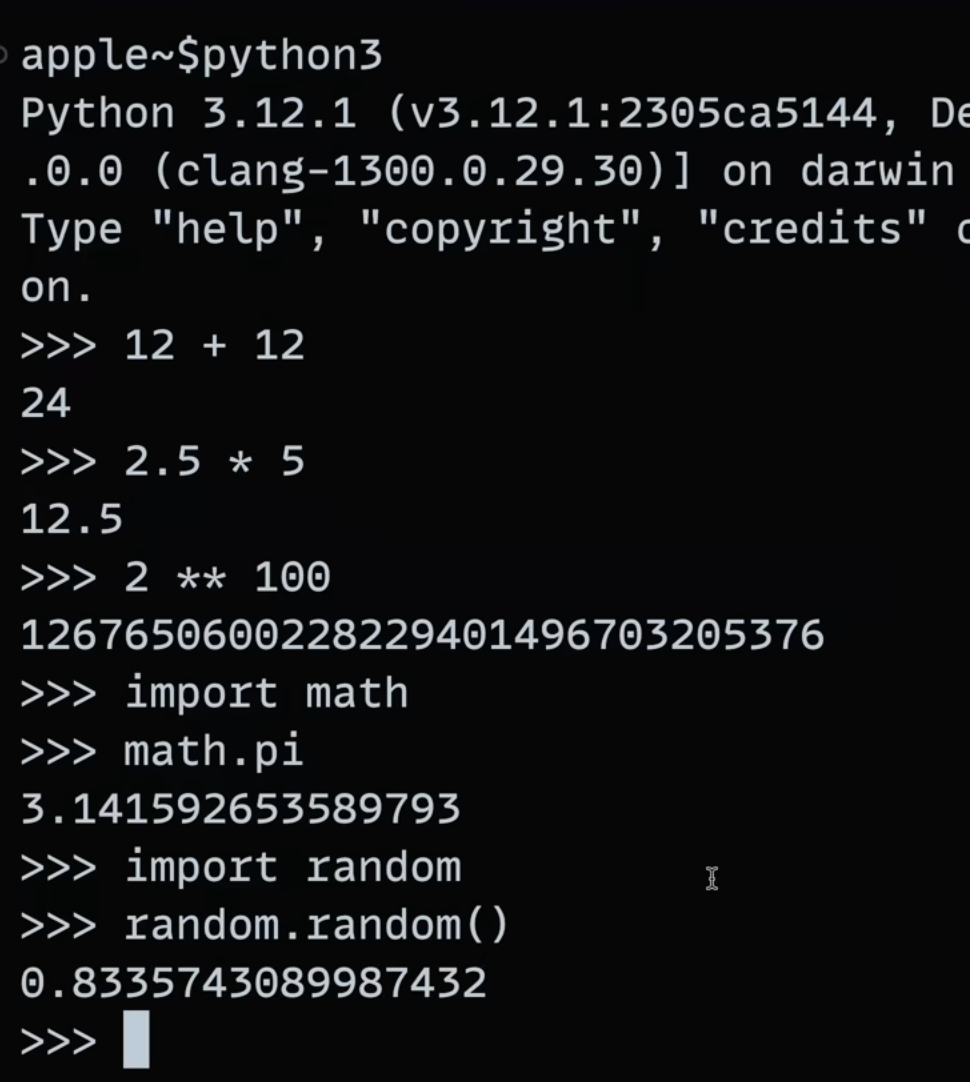 apple~$python3
Python 3.12.1 (v3.12.1:2305ca5144, De
.0.0 (clang-1300.0.29.30)] on darwin
Type "help", "copyright", "credits"
on.
>>> 12 + 12
24
>>> 2.5 * 5
12.5
>>> 2 ** 100
1267650600228229401496703205376
>>> import math
>>> math.pi
3.141592653589793
>>> import random
>>> random.random()
0.8335743089987432
>>>